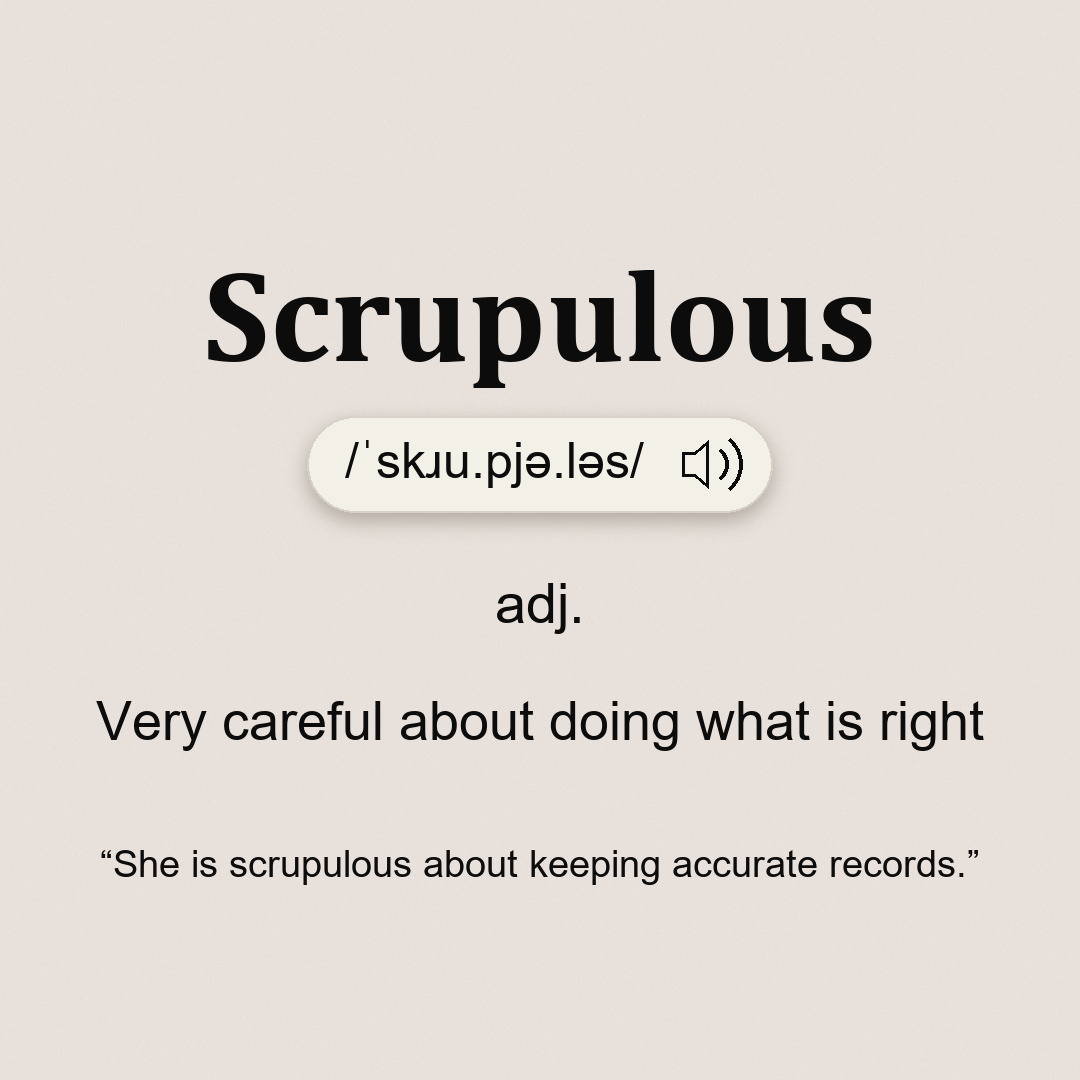 Scrupulous
/ˈskɹu.pjə.ləs/
adj.
Very careful about doing what is right
“She is scrupulous about keeping accurate records.”